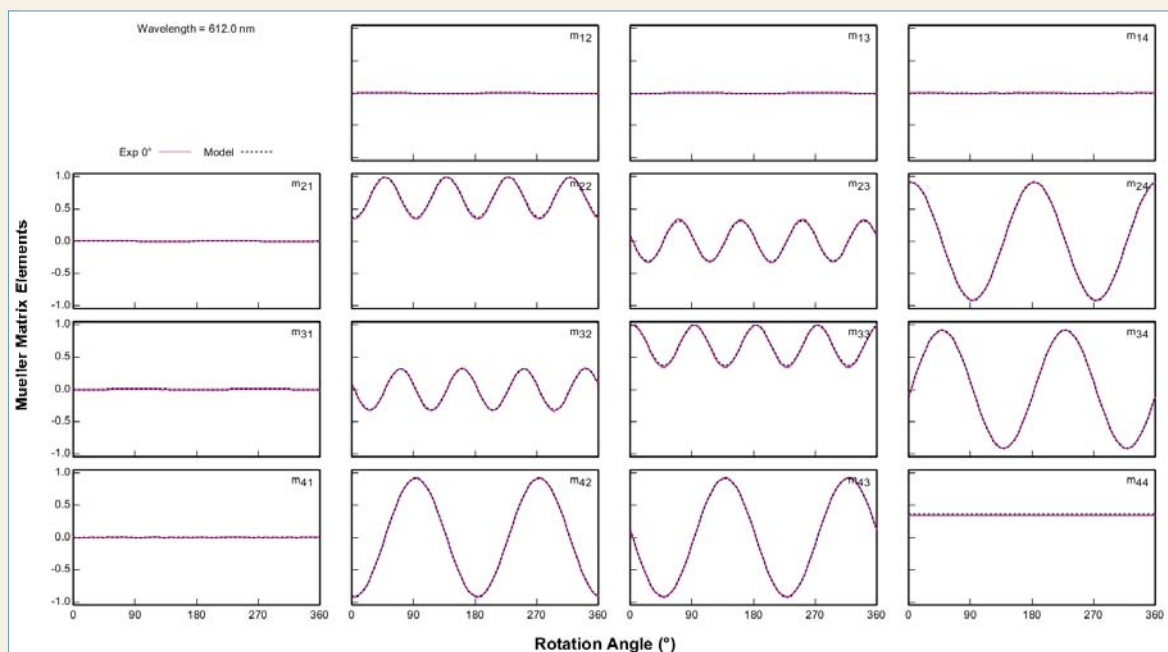 Wavelength = 612.0 nm
m12
m13
m14
Exp 0°
Model
m21
m22
m23
m24
1.0
0.5
0.0
-0.5
-1.0
Mueller Matrix Elements
m31
m32
m33
m34
1.0
0.5
0.0
-0.5
-1.0
m41
m42
m43
m44
1.0
0.5
0.0
-0.5
-1.0
0 90 180 270 360
0 90 180 270 360
0 90 180 270 360
0 90 180 270 360
Rotation Angle (°)